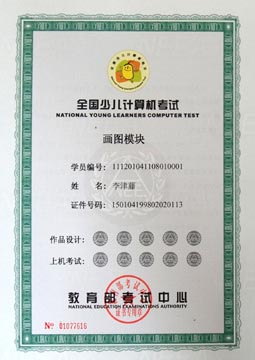 全国少儿计算机考试
NATIONAL YOUNG LEARNERS COMPUTER TEST
画图模块
学员编号：111201041108010001
姓　　名：李津藤
证件号码：150104199802020113
作品设计：
上机考试：
教育部考试中心
NATIONAL EDUCATION EXAMINATIONS AUTHORITY
№ 01077616